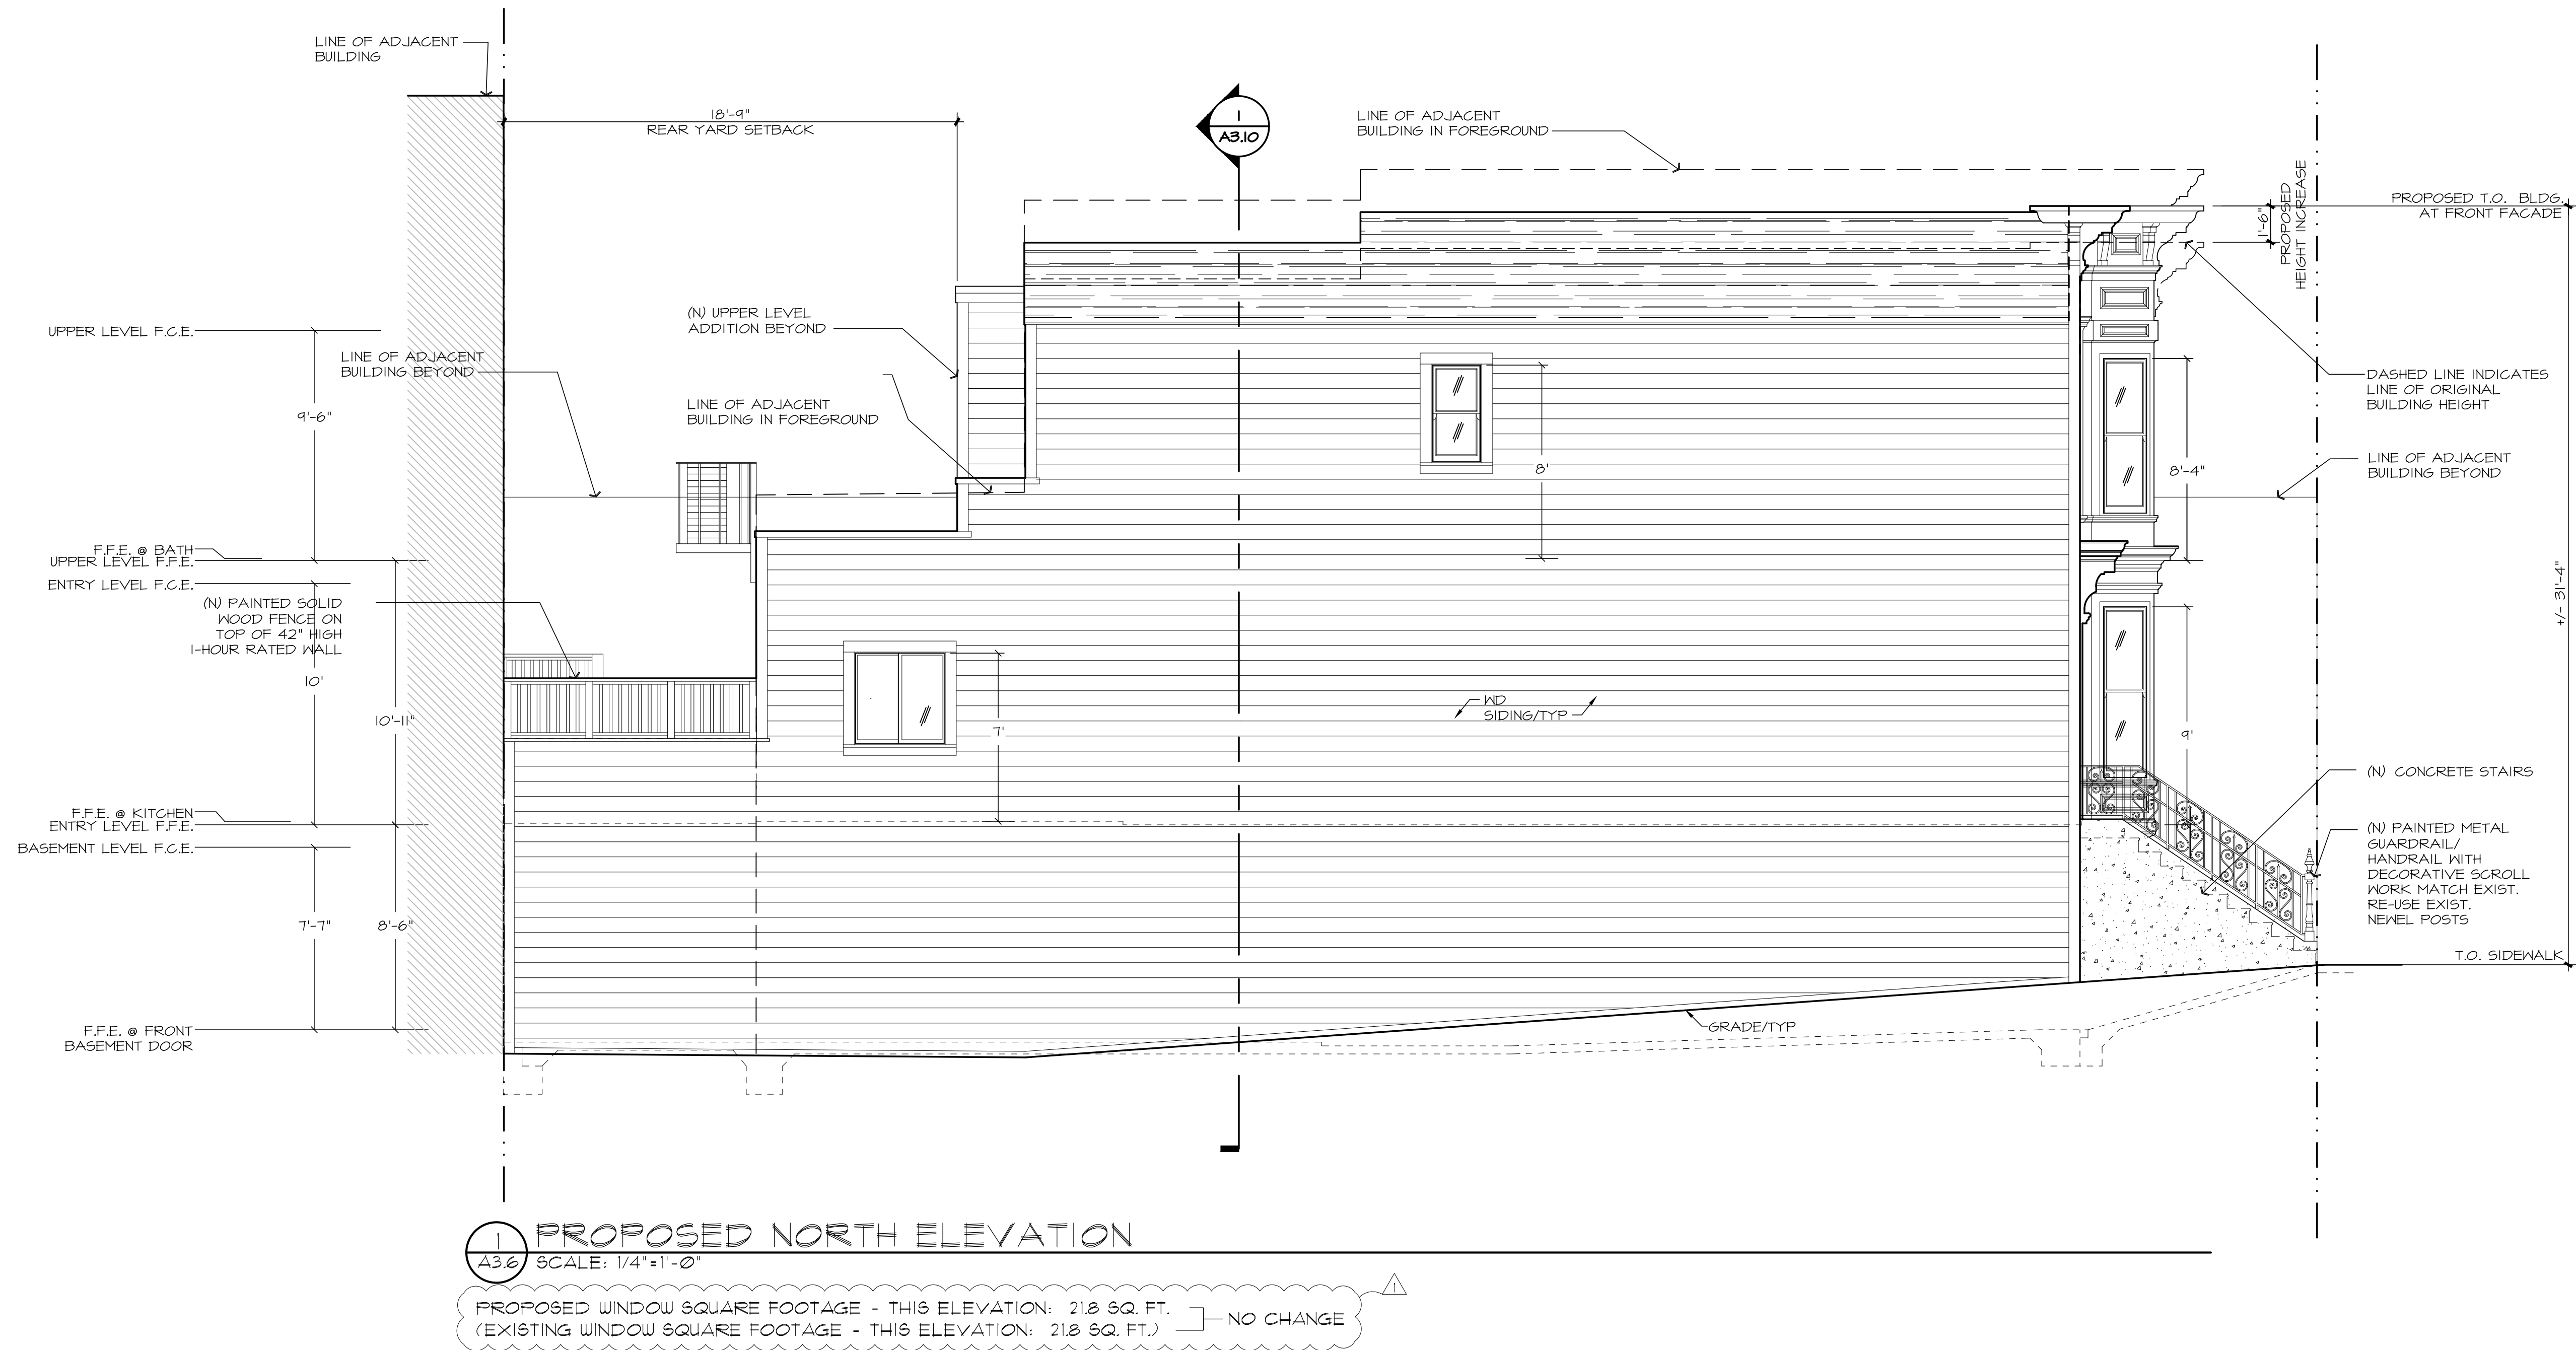 LINE OF ADJACENT
BUILDING
18'-9"
REAR YARD SETBACK
1
A3.10
LINE OF ADJACENT
BUILDING IN FOREGROUND
PROPOSED
HEIGHT INCREASE
1'-6"
PROPOSED T.O. BLDG.
AT FRONT FACADE
(N) UPPER LEVEL
ADDITION BEYOND
UPPER LEVEL F.C.E.
LINE OF ADJACENT
BUILDING BEYOND
9'-6"
LINE OF ADJACENT
BUILDING IN FOREGROUND
DASHED LINE INDICATES
LINE OF ORIGINAL
BUILDING HEIGHT
8'
8'-4"
LINE OF ADJACENT
BUILDING BEYOND
F.F.E. @ BATH
UPPER LEVEL F.F.E.
ENTRY LEVEL F.C.E.
(N) PAINTED SOLID
WOOD FENCE ON
TOP OF 42" HIGH
1-HOUR RATED WALL
10'
10'-11"
+/- 31'-4"
WD
SIDING/TYP
7'
9'
F.F.E. @ KITCHEN
ENTRY LEVEL F.F.E.
BASEMENT LEVEL F.C.E.
(N) CONCRETE STAIRS
(N) PAINTED METAL
GUARDRAIL/
HANDRAIL WITH
DECORATIVE SCROLL
WORK MATCH EXIST.
RE-USE EXIST.
NEWEL POSTS
7'-7"
8'-6"
T.O. SIDEWALK
F.F.E. @ FRONT
BASEMENT DOOR
GRADE/TYP
1
A3.6
PROPOSED NORTH ELEVATION
SCALE: 1/4"=1'-0"
1
PROPOSED WINDOW SQUARE FOOTAGE - THIS ELEVATION: 21.8 SQ. FT.
(EXISTING WINDOW SQUARE FOOTAGE - THIS ELEVATION: 21.8 SQ. FT.)
NO CHANGE